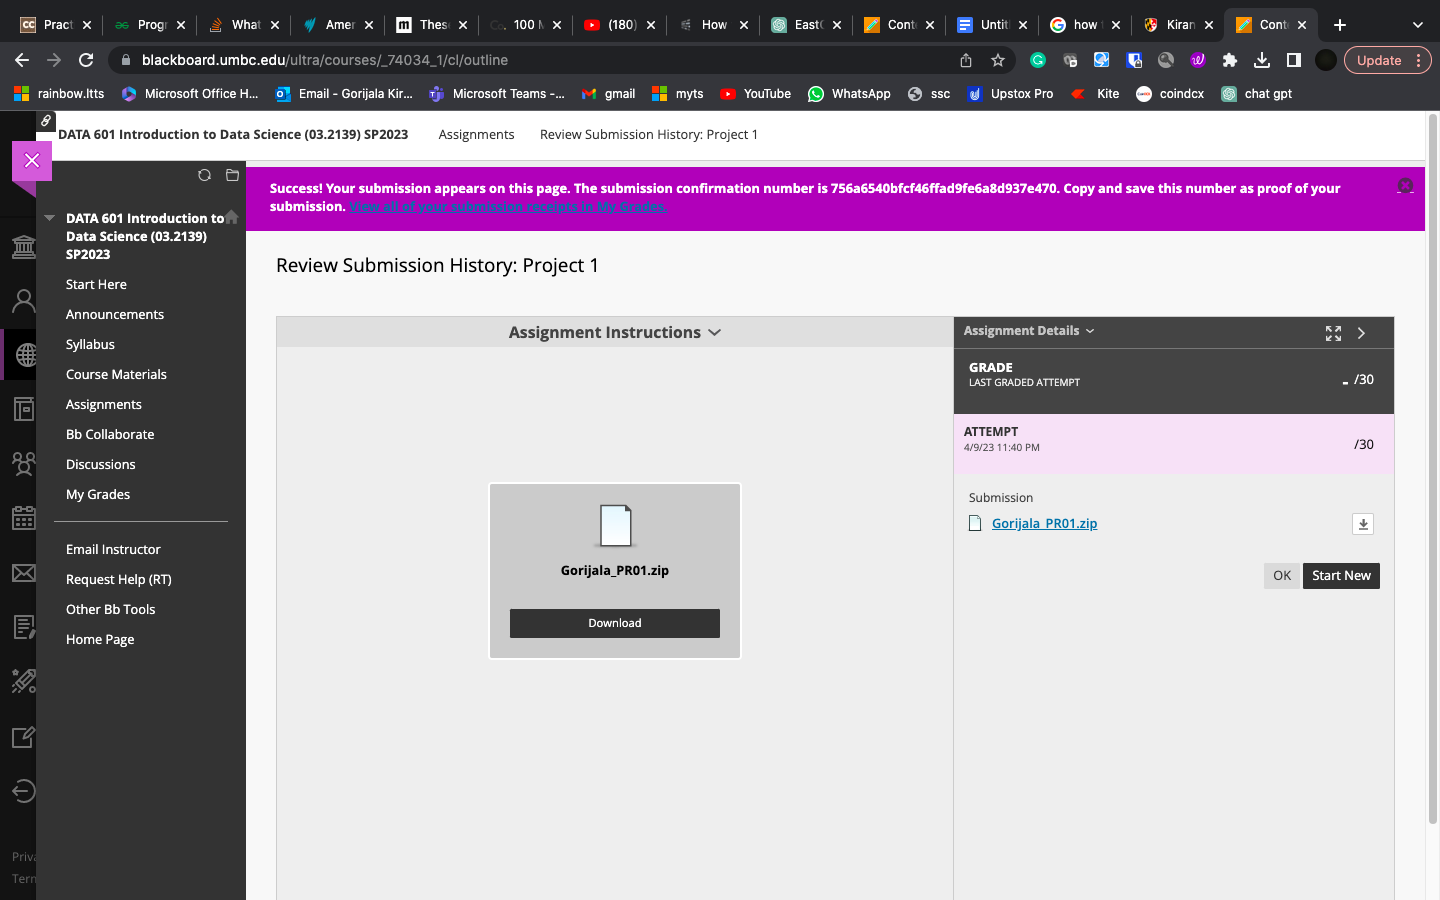 Pract
Progr
What
Amer
Thes
Co.
100 M
(180)
How
EastC
Conte
Untit
how
Kiran
Conte
blackboard.umbc.edu/ultra/courses/_74034_1/cl/outline
Update
rainbow.ltts
Microsoft Office H...
Email – Gorijala Kir...
Microsoft Teams -...
gmail
myts
YouTube
WhatsApp
ssc
Upstox Pro
Kite
coindcx
chat gpt
DATA 601 Introduction to Data Science (03.2139) SP2023
Assignments
Review Submission History: Project 1
Success! Your submission appears on this page. The submission confirmation number is 756a6540bfcf46ffad9fe6a8d937e470. Copy and save this number as proof of your
submission. View all of your submission receipts in My Grades.
DATA 601 Introduction to
Data Science (03.2139)
SP2023
Start Here
Announcements
Syllabus
Course Materials
Assignments
Bb Collaborate
Discussions
My Grades
Email Instructor
Request Help (RT)
Other Bb Tools
Home Page
Priva
Term
Review Submission History: Project 1
Assignment Instructions
Gorijala_PR01.zip
Download
Assignment Details
GRADE
LAST GRADED ATTEMPT
- /30
ATTEMPT
4/9/23 11:40 PM
/30
Submission
Gorijala_PR01.zip
OK
Start New